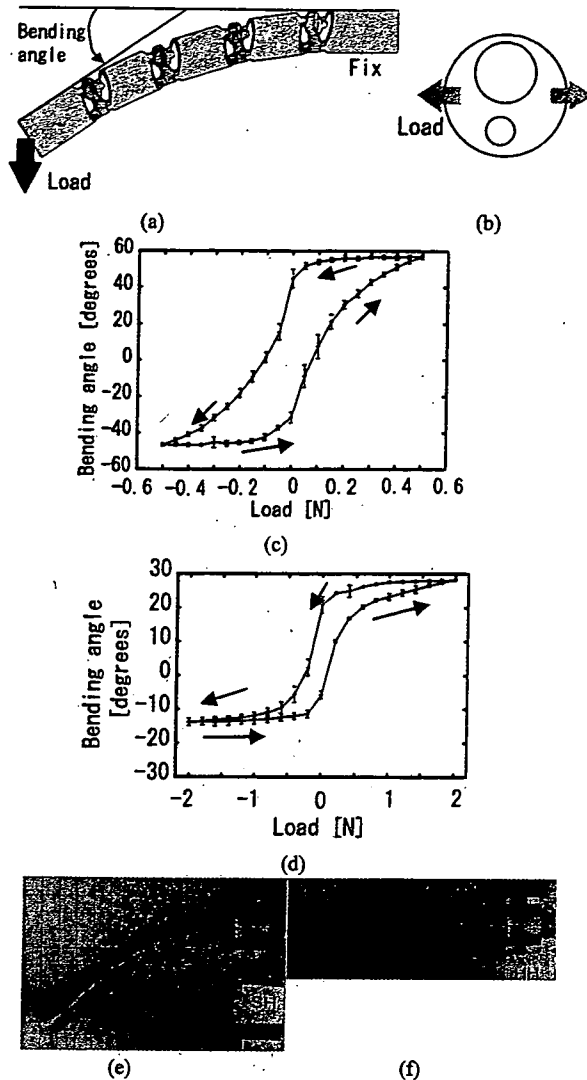 Bending
angle
Fix
Load
Load
(a)
(b)
60
40
20
0
-20
-40
-60
Bending angle [degrees]
-0.6 -0.4 -0.2 0 0.2 0.4 0.6
Load [N]
(c)
30
20
10
0
-10
-20
-30
Bending angle
[degrees]
-2 -1 0 1 2
Load [N]
(d)
(e)
(f)